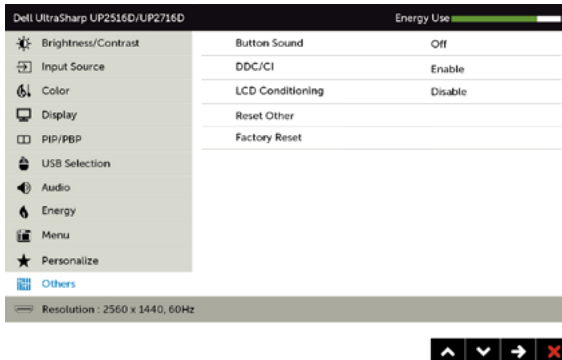 Dell UltraSharp UP2516D/UP2716D Energy Use
Brightness/Contrast Button Sound Off
Input Source DDC/CI Enable
Color LCD Conditioning Disable
Display Reset Other
PIP/PBP Factory Reset
USB Selection
Audio
Energy
Menu
Personalize
Others
Resolution : 2560 x 1440, 60Hz